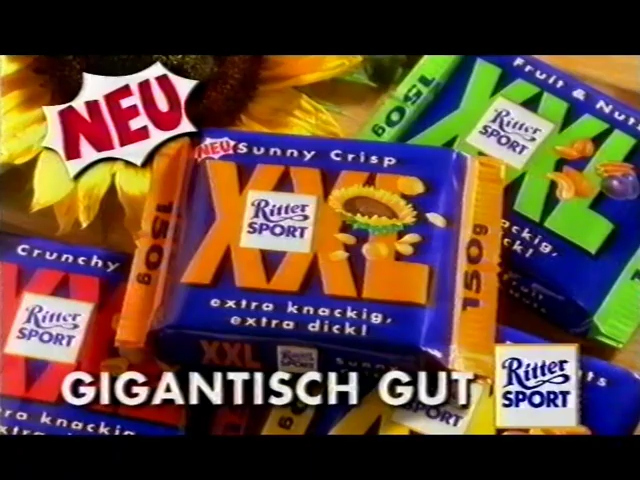 NEU
Fruit & Nuts
150g
XXL
Ritter
SPORT
NEU Sunny Crisp
XXL
Ritter
SPORT
150g
150g
extra knackig,
extra dick!
Crunchy
Ritter
SPORT
XXL
GIGANTISCH GUT
Ritter
SPORT